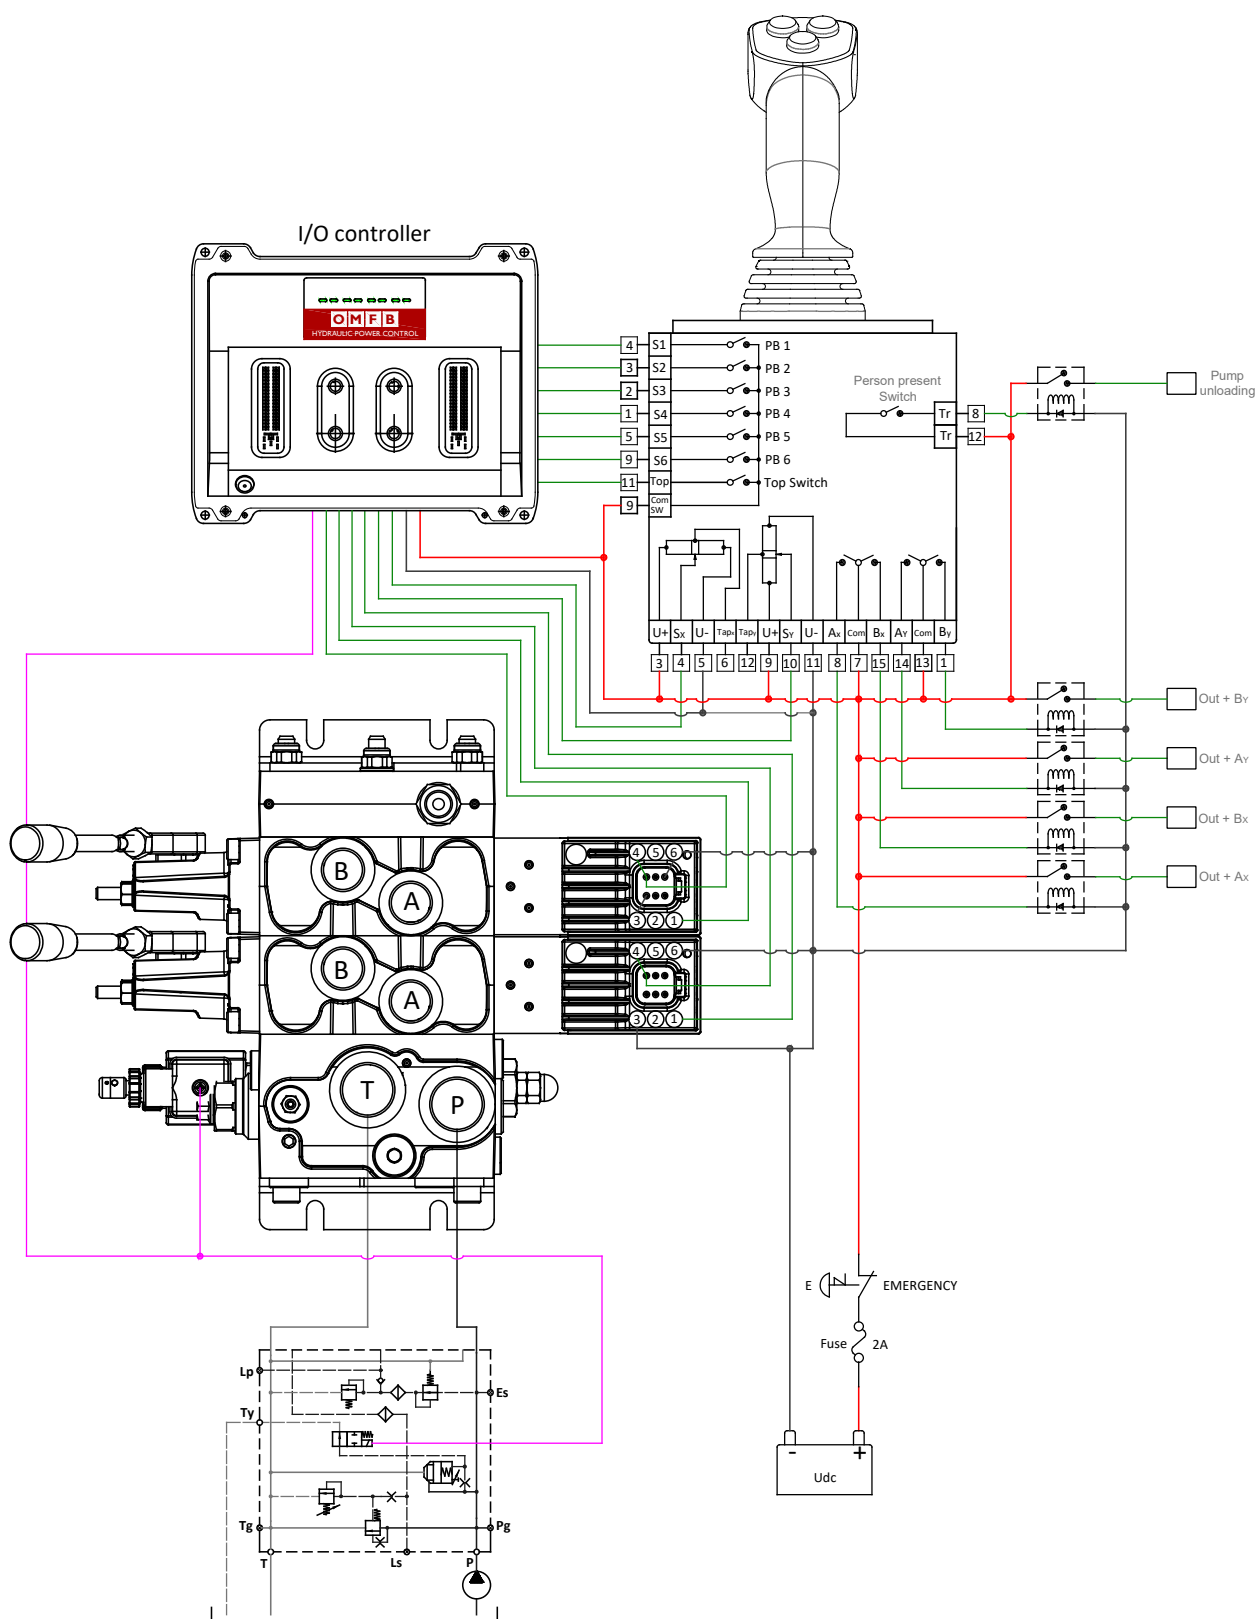 I/O controller
OMFB
HYDRAULIC POWER CONTROL
4 S1 PB 1
3 S2 PB 2
2 S3 PB 3
1 S4 PB 4
5 S5 PB 5
9 S6 PB 6
11 Top Top Switch
9 Com SW
Person present
Switch
Tr 8
Tr 12
Pump
unloading
U+ Sx U- Tapx Tapy U+ Sy U- Ax Com Bx Ay Com By
3 4 5 6 12 9 10 11 8 7 15 14 13 1
Out + By
Out + Ay
Out + Bx
Out + Ax
B
A
4 5 6
3 2 1
B
A
4 5 6
3 2 1
T
P
E EMERGENCY
Fuse 2A
- +
Udc
Lp
Es
Ty
Tg
Pg
T
Ls
P